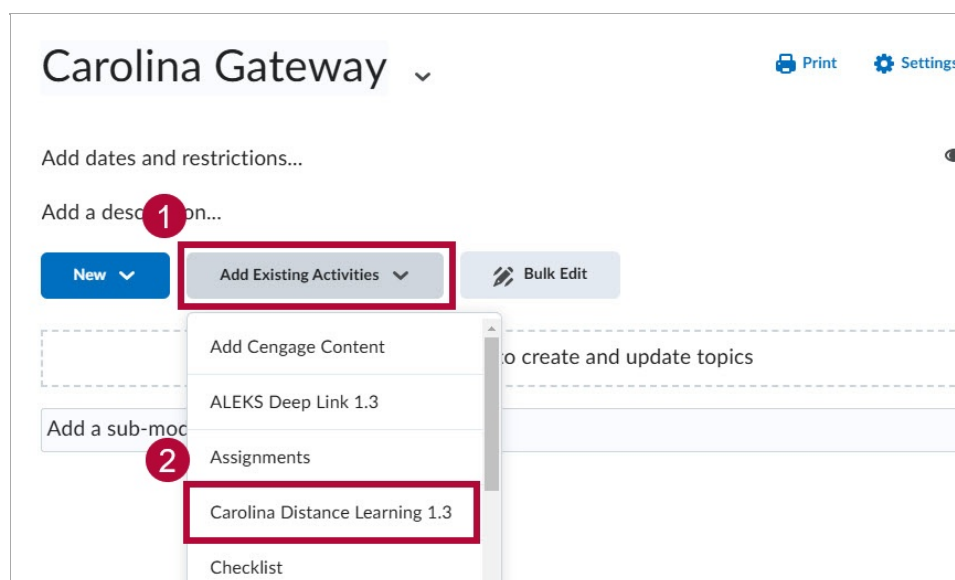 Carolina Gateway
Print
Settings
Add dates and restrictions...
Add a desc on...
1
New
Add Existing Activities
Bulk Edit
Add Cengage Content
to create and update topics
ALEKS Deep Link 1.3
Add a sub-mod
Assignments
2
Carolina Distance Learning 1.3
Checklist